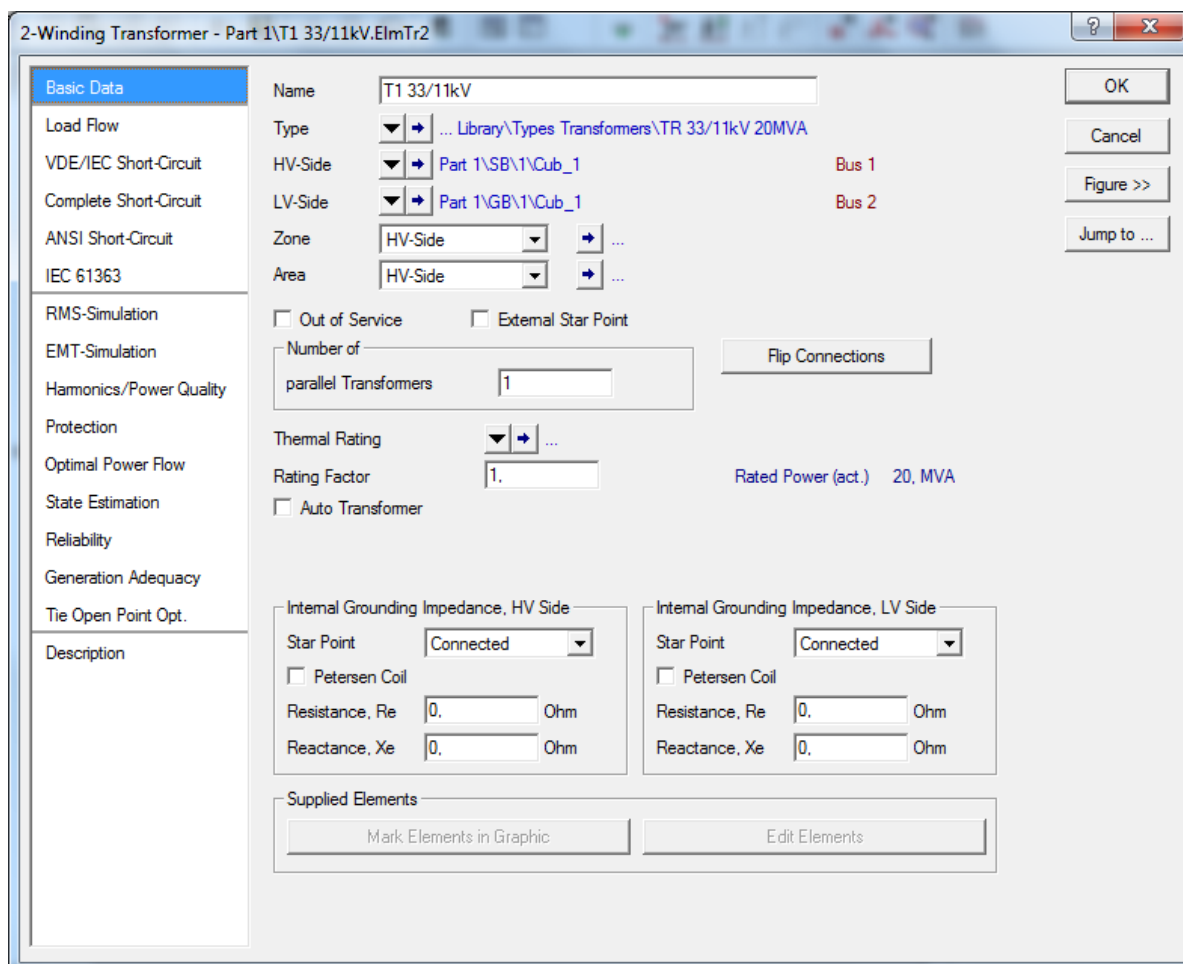 2-Winding Transformer - Part 1\T1 33/11kV.ElmTr2
Basic Data
Load Flow
VDE/IEC Short-Circuit
Complete Short-Circuit
ANSI Short-Circuit
IEC 61363
RMS-Simulation
EMT-Simulation
Harmonics/Power Quality
Protection
Optimal Power Flow
State Estimation
Reliability
Generation Adequacy
Tie Open Point Opt.
Description
Name T1 33/11kV
Type ... Library\Types Transformers\TR 33/11kV 20MVA
HV-Side Part 1\SB\1\Cub_1 Bus 1
LV-Side Part 1\GB\1\Cub_1 Bus 2
Zone HV-Side ...
Area HV-Side ...
Out of Service External Star Point
Number of
parallel Transformers 1
Flip Connections
Thermal Rating ...
Rating Factor 1, Rated Power (act.) 20, MVA
Auto Transformer
Internal Grounding Impedance, HV Side
Star Point Connected
Petersen Coil
Resistance, Re 0, Ohm
Reactance, Xe 0, Ohm
Internal Grounding Impedance, LV Side
Star Point Connected
Petersen Coil
Resistance, Re 0, Ohm
Reactance, Xe 0, Ohm
Supplied Elements
Mark Elements in Graphic Edit Elements
OK
Cancel
Figure >>
Jump to ...